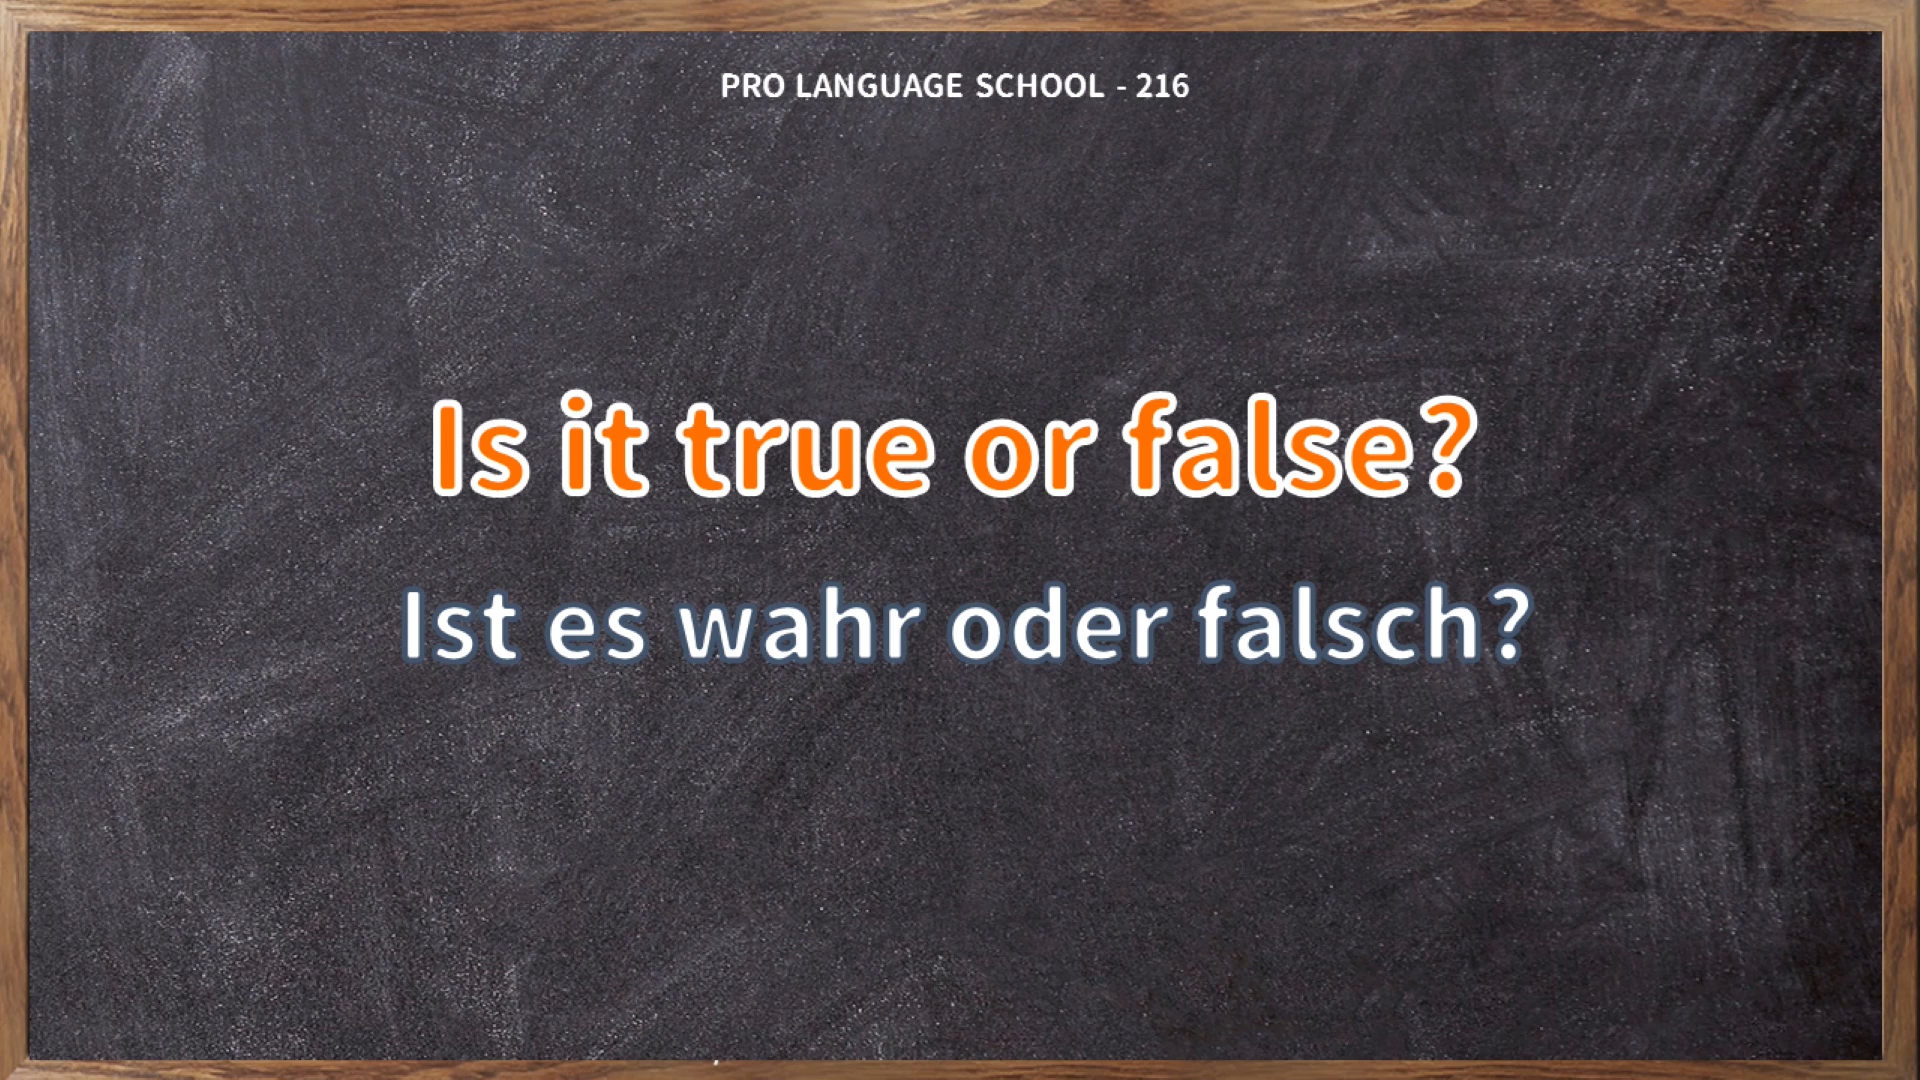 PRO LANGUAGE SCHOOL - 216
Is it true or false?
Ist es wahr oder falsch?